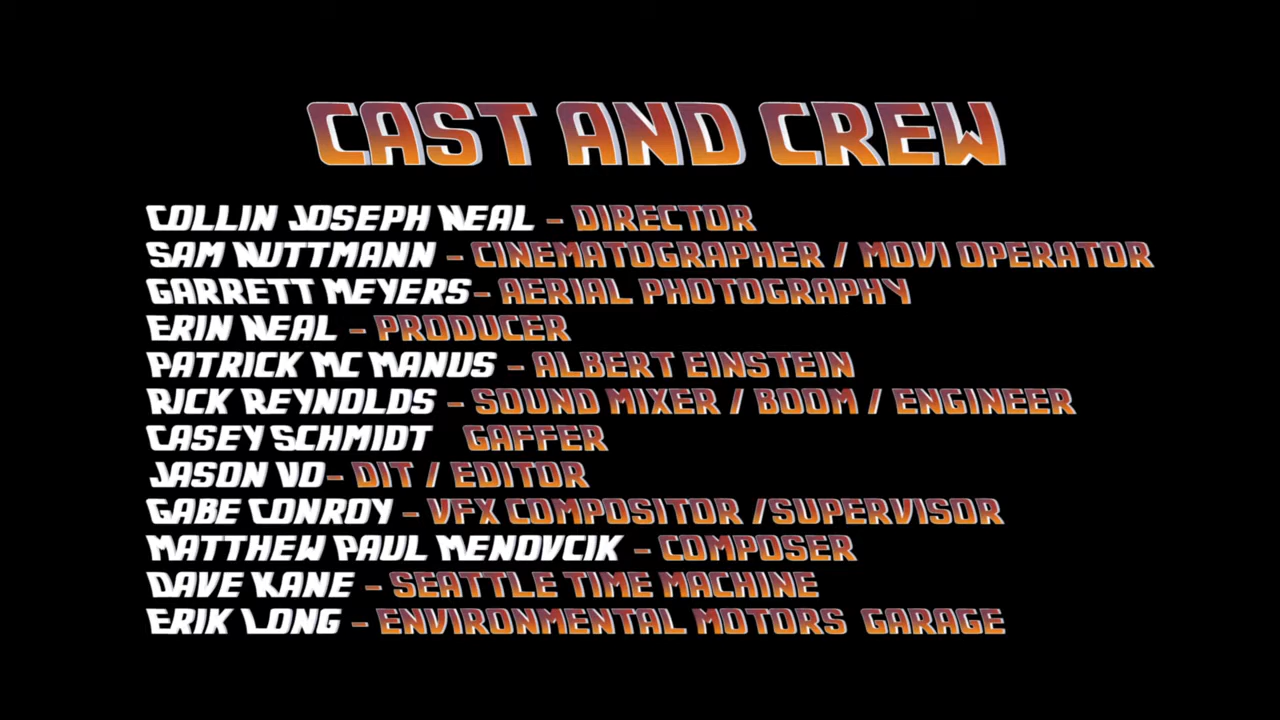 CAST AND CREW
COLLIN JOSEPH NEAL - DIRECTOR
SAM NUTTMANN - CINEMATOGRAPHER / MOVI OPERATOR
GARRETT MEYERS- AERIAL PHOTOGRAPHY
ERIN NEAL - PRODUCER
PATRICK MC MANUS - ALBERT EINSTEIN
RICK REYNOLDS - SOUND MIXER / BOOM / ENGINEER
CASEY SCHMIDT GAFFER
JASON VO- DIT / EDITOR
GABE CONROY - VFX COMPOSITOR /SUPERVISOR
MATTHEW PAUL MENOVCIK - COMPOSER
DAVE KANE - SEATTLE TIME MACHINE
ERIK LONG - ENVIRONMENTAL MOTORS GARAGE